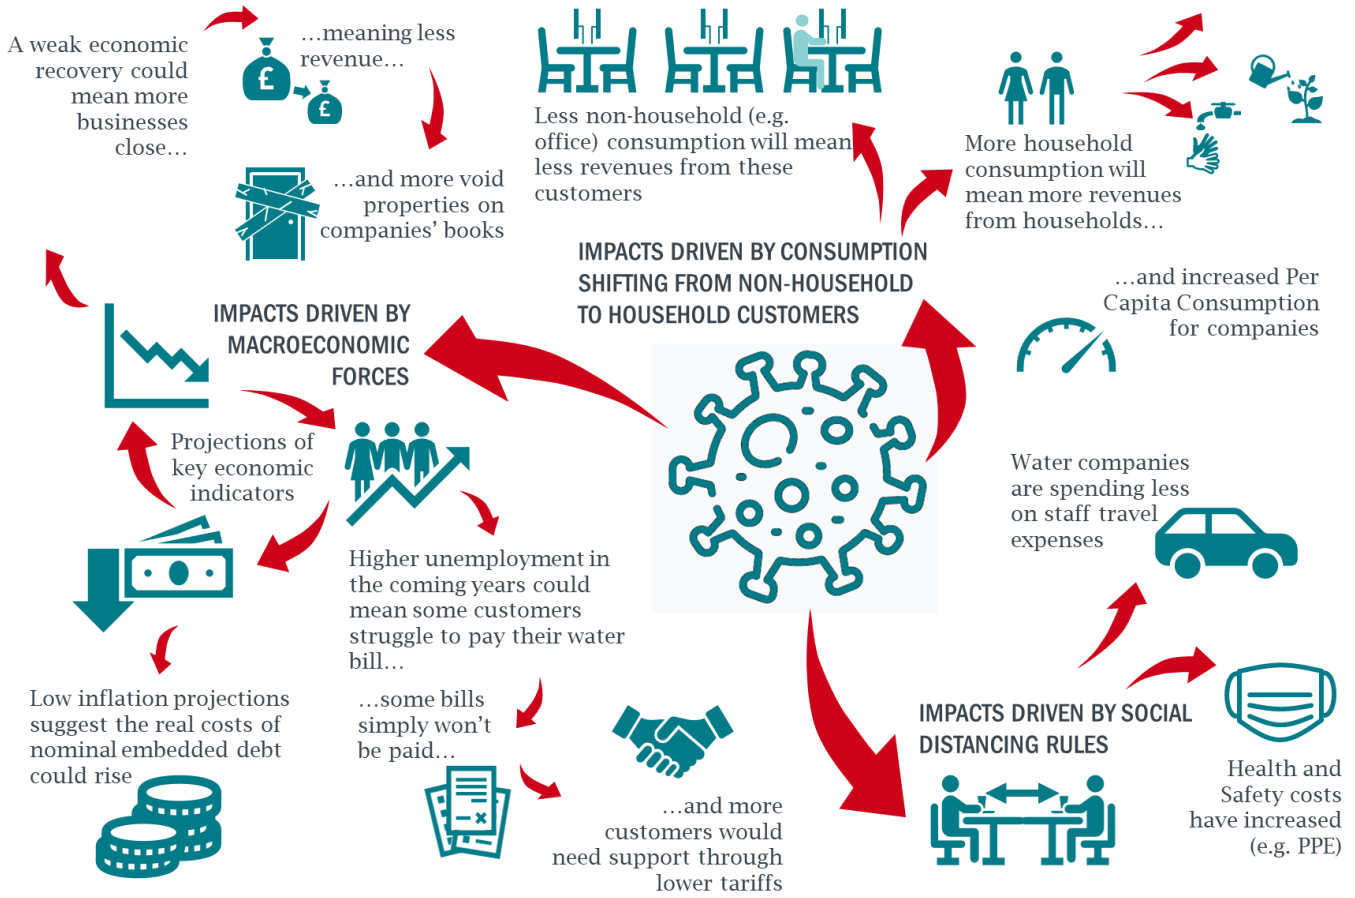 A weak economic
recovery could
mean more
businesses
close…
…meaning less
revenue…
£
£
…and more void
properties on
companies’ books
IMPACTS DRIVEN BY
MACROECONOMIC
FORCES
Projections of
key economic
indicators
Higher unemployment in
the coming years could
mean some customers
struggle to pay their water
bill…
Low inflation projections
suggest the real costs of
nominal embedded debt
could rise
…some bills
simply won’t
be paid…
…and more
customers would
need support through
lower tariffs
Less non-household (e.g.
office) consumption will mean
less revenues from these
customers
IMPACTS DRIVEN BY CONSUMPTION
SHIFTING FROM NON-HOUSEHOLD
TO HOUSEHOLD CUSTOMERS
More household
consumption will
mean more revenues
from households…
…and increased Per
Capita Consumption
for companies
Water companies
are spending less
on staff travel
expenses
IMPACTS DRIVEN BY SOCIAL
DISTANCING RULES
Health and
Safety costs
have increased
(e.g. PPE)